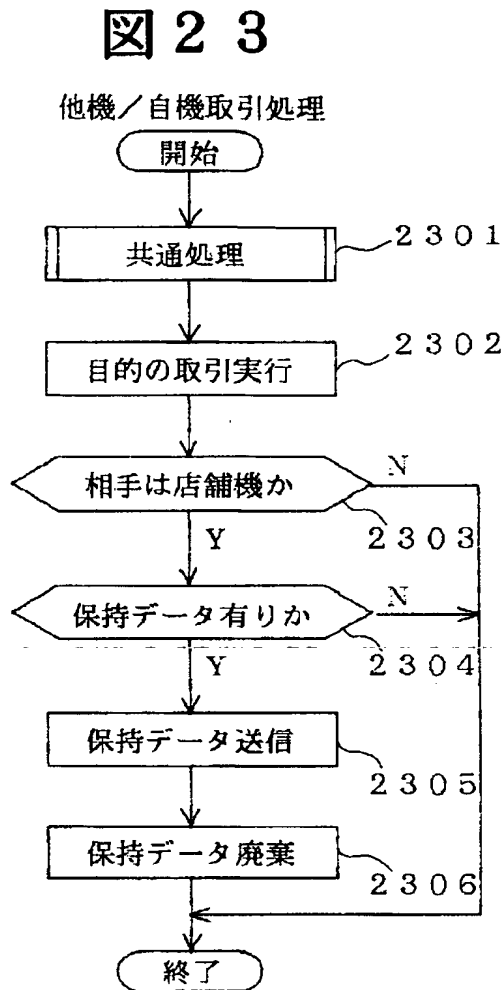 図２３
他機／自機取引処理
開始
共通処理
２３０１
目的の取引実行
２３０２
相手は店舗機か
N
２３０３
Y
保持データ有りか
N
２３０４
Y
保持データ送信
２３０５
保持データ廃棄
２３０６
終了